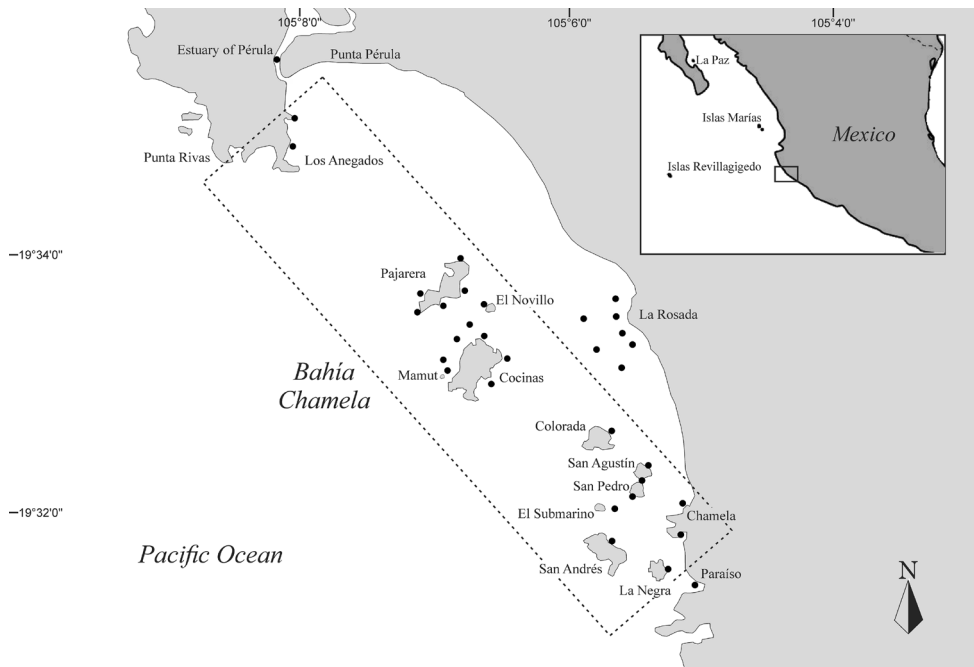 105°8'0"
105°6'0"
105°4'0"
Estuary of Pérula
Punta Pérula
La Paz
Islas Marías
Mexico
Islas Revillagigedo
Punta Rivas
Los Anegados
19°34'0"
Pajarera
El Novillo
La Rosada
Bahía
Chamela
Mamut
Cocinas
Colorada
San Agustín
San Pedro
El Submarino
Chamela
19°32'0"
Pacific Ocean
San Andrés
La Negra
Paraíso
N